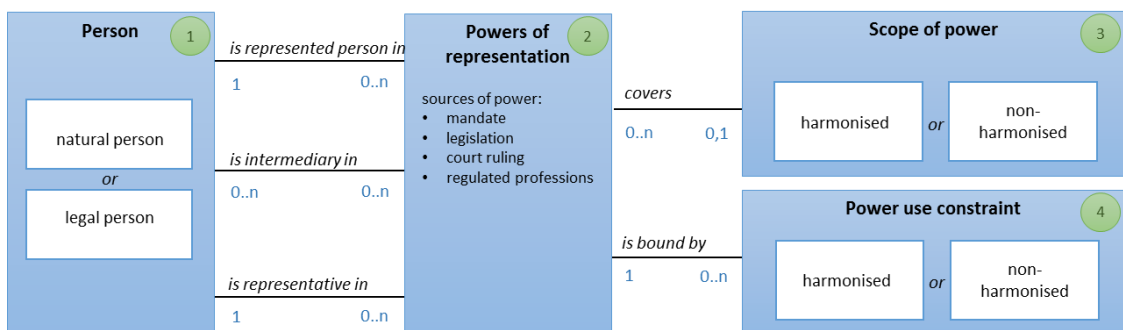 Person
1
natural person
or
legal person
is represented person in
1 0..n
is intermediary in
0..n 0..n
is representative in
1 0..n
Powers of
representation
2
sources of power:
• mandate
• legislation
• court ruling
• regulated professions
covers
0..n 0,1
is bound by
1 0..n
Scope of power
3
harmonised
or
non-
harmonised
Power use constraint
4
harmonised
or
non-
harmonised